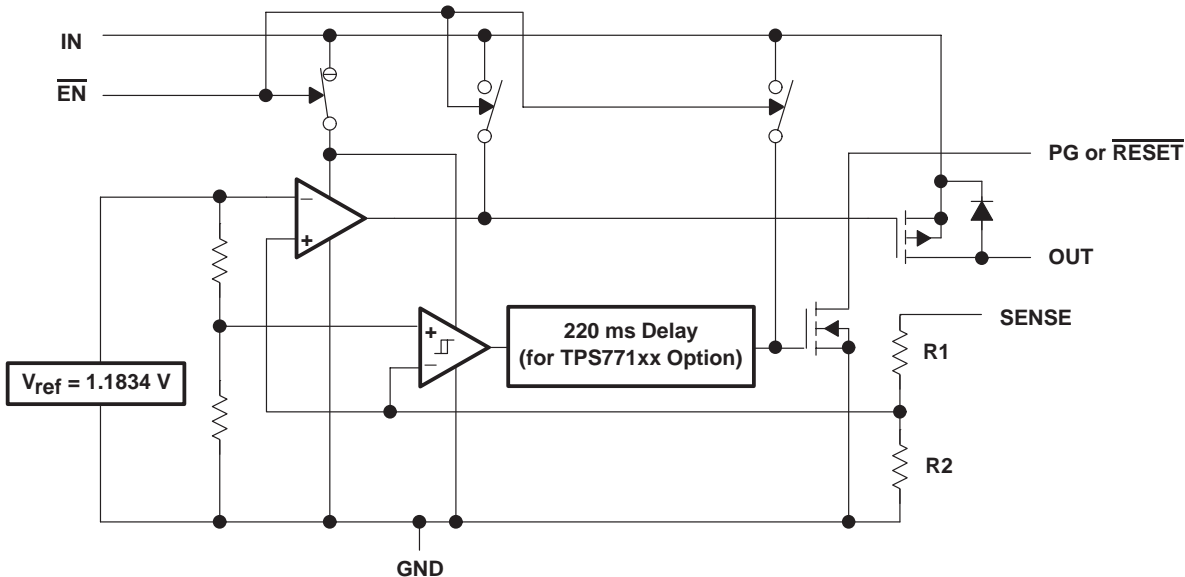 IN
EN
PG or RESET
OUT
SENSE
−
+
220 ms Delay
(for TPS771xx Option)
+
−
R1
Vref = 1.1834 V
R2
GND